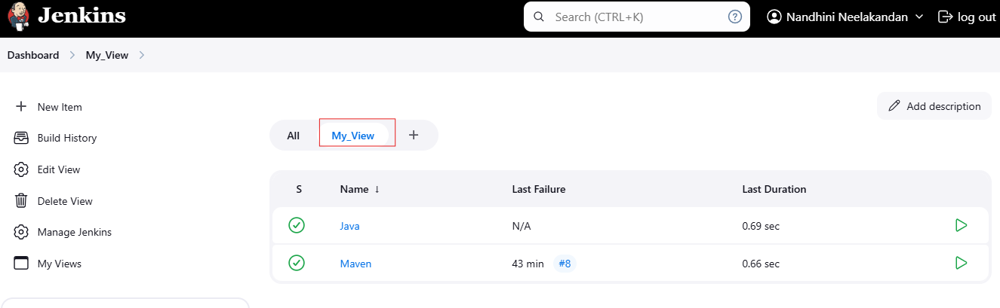 Jenkins
Search (CTRL+K)
?
Nandhini Neelakandan
log out
Dashboard
My_View
New Item
Build History
Edit View
Delete View
Manage Jenkins
My Views
Add description
All
My_View
+
S Name ↓ Last Failure Last Duration
Java N/A 0.69 sec
Maven 43 min #8 0.66 sec